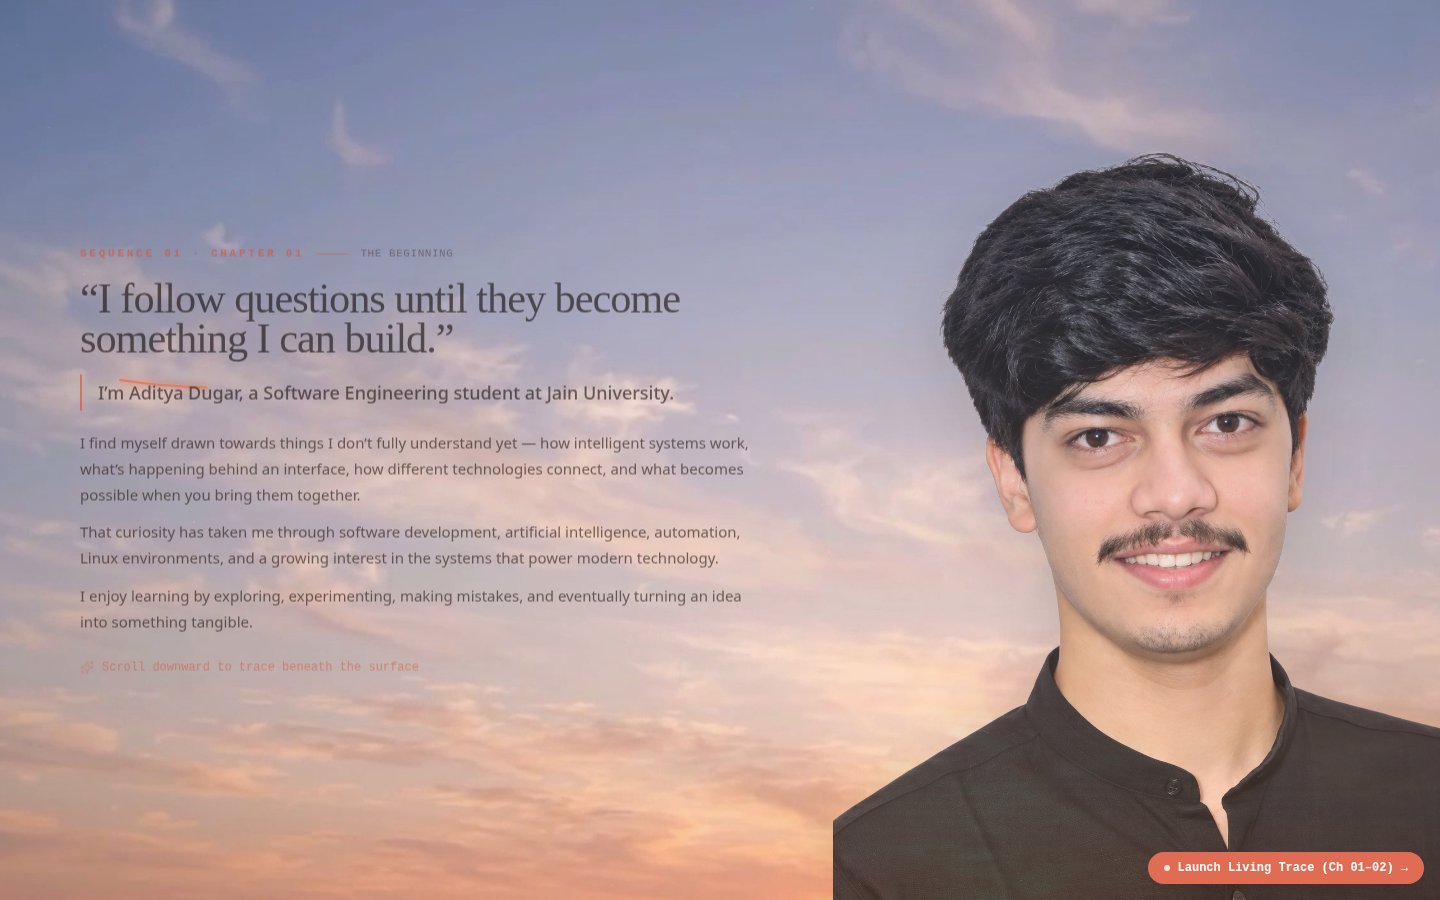 SEQUENCE 01 · CHAPTER 01 THE BEGINNING
“I follow questions until they become
something I can build.”
I’m Aditya Dugar, a Software Engineering student at Jain University.
I find myself drawn towards things I don’t fully understand yet — how intelligent systems work,
what’s happening behind an interface, how different technologies connect, and what becomes
possible when you bring them together.
That curiosity has taken me through software development, artificial intelligence, automation,
Linux environments, and a growing interest in the systems that power modern technology.
I enjoy learning by exploring, experimenting, making mistakes, and eventually turning an idea
into something tangible.
Scroll downward to trace beneath the surface
Launch Living Trace (Ch 01–02) →